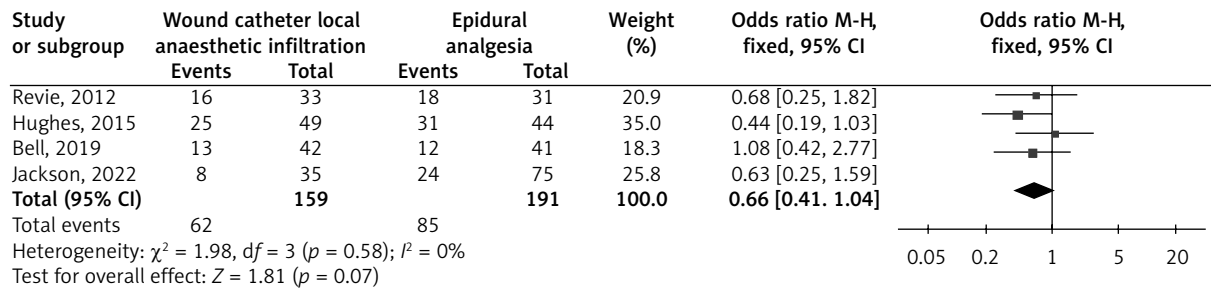 Study or subgroup Wound catheter local anaesthetic infiltration Epidural analgesia Weight (%) Odds ratio M-H, fixed, 95% CI Odds ratio M-H, fixed, 95% CI
Events Total Events Total
Revie, 2012 16 33 18 31 20.9 0.68 [0.25, 1.82]
Hughes, 2015 25 49 31 44 35.0 0.44 [0.19, 1.03]
Bell, 2019 13 42 12 41 18.3 1.08 [0.42, 2.77]
Jackson, 2022 8 35 24 75 25.8 0.63 [0.25, 1.59]
Total (95% CI) 159 191 100.0 0.66 [0.41. 1.04]
Total events 62 85
Heterogeneity: χ² = 1.98, df = 3 (p = 0.58); I² = 0%
Test for overall effect: Z = 1.81 (p = 0.07)
0.05 0.2 1 5 20